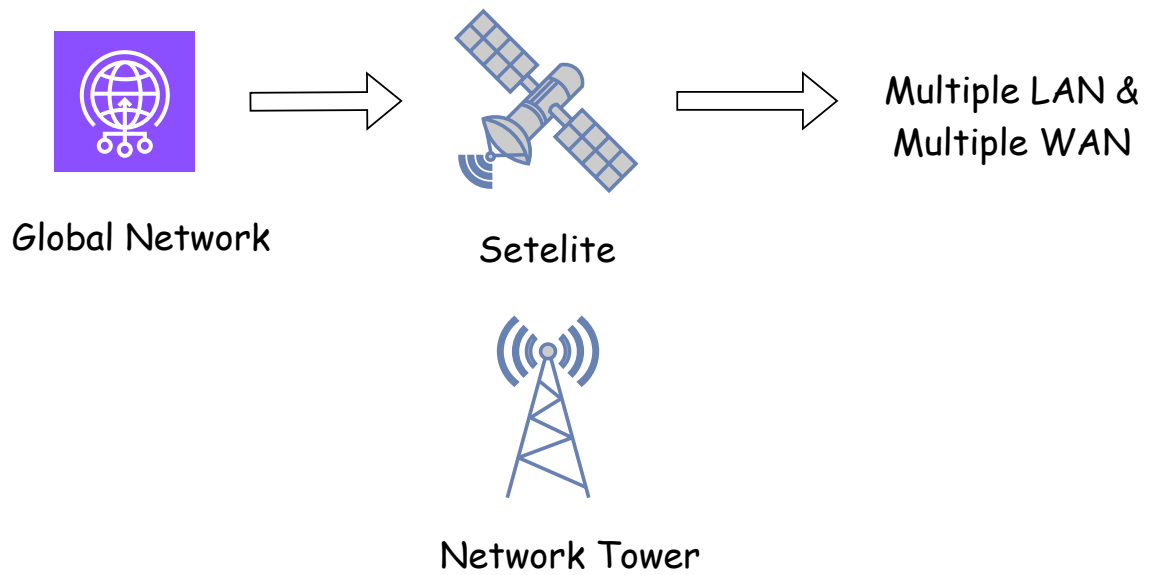 Multiple LAN &
Multiple WAN
Global Network
Setelite
Network Tower